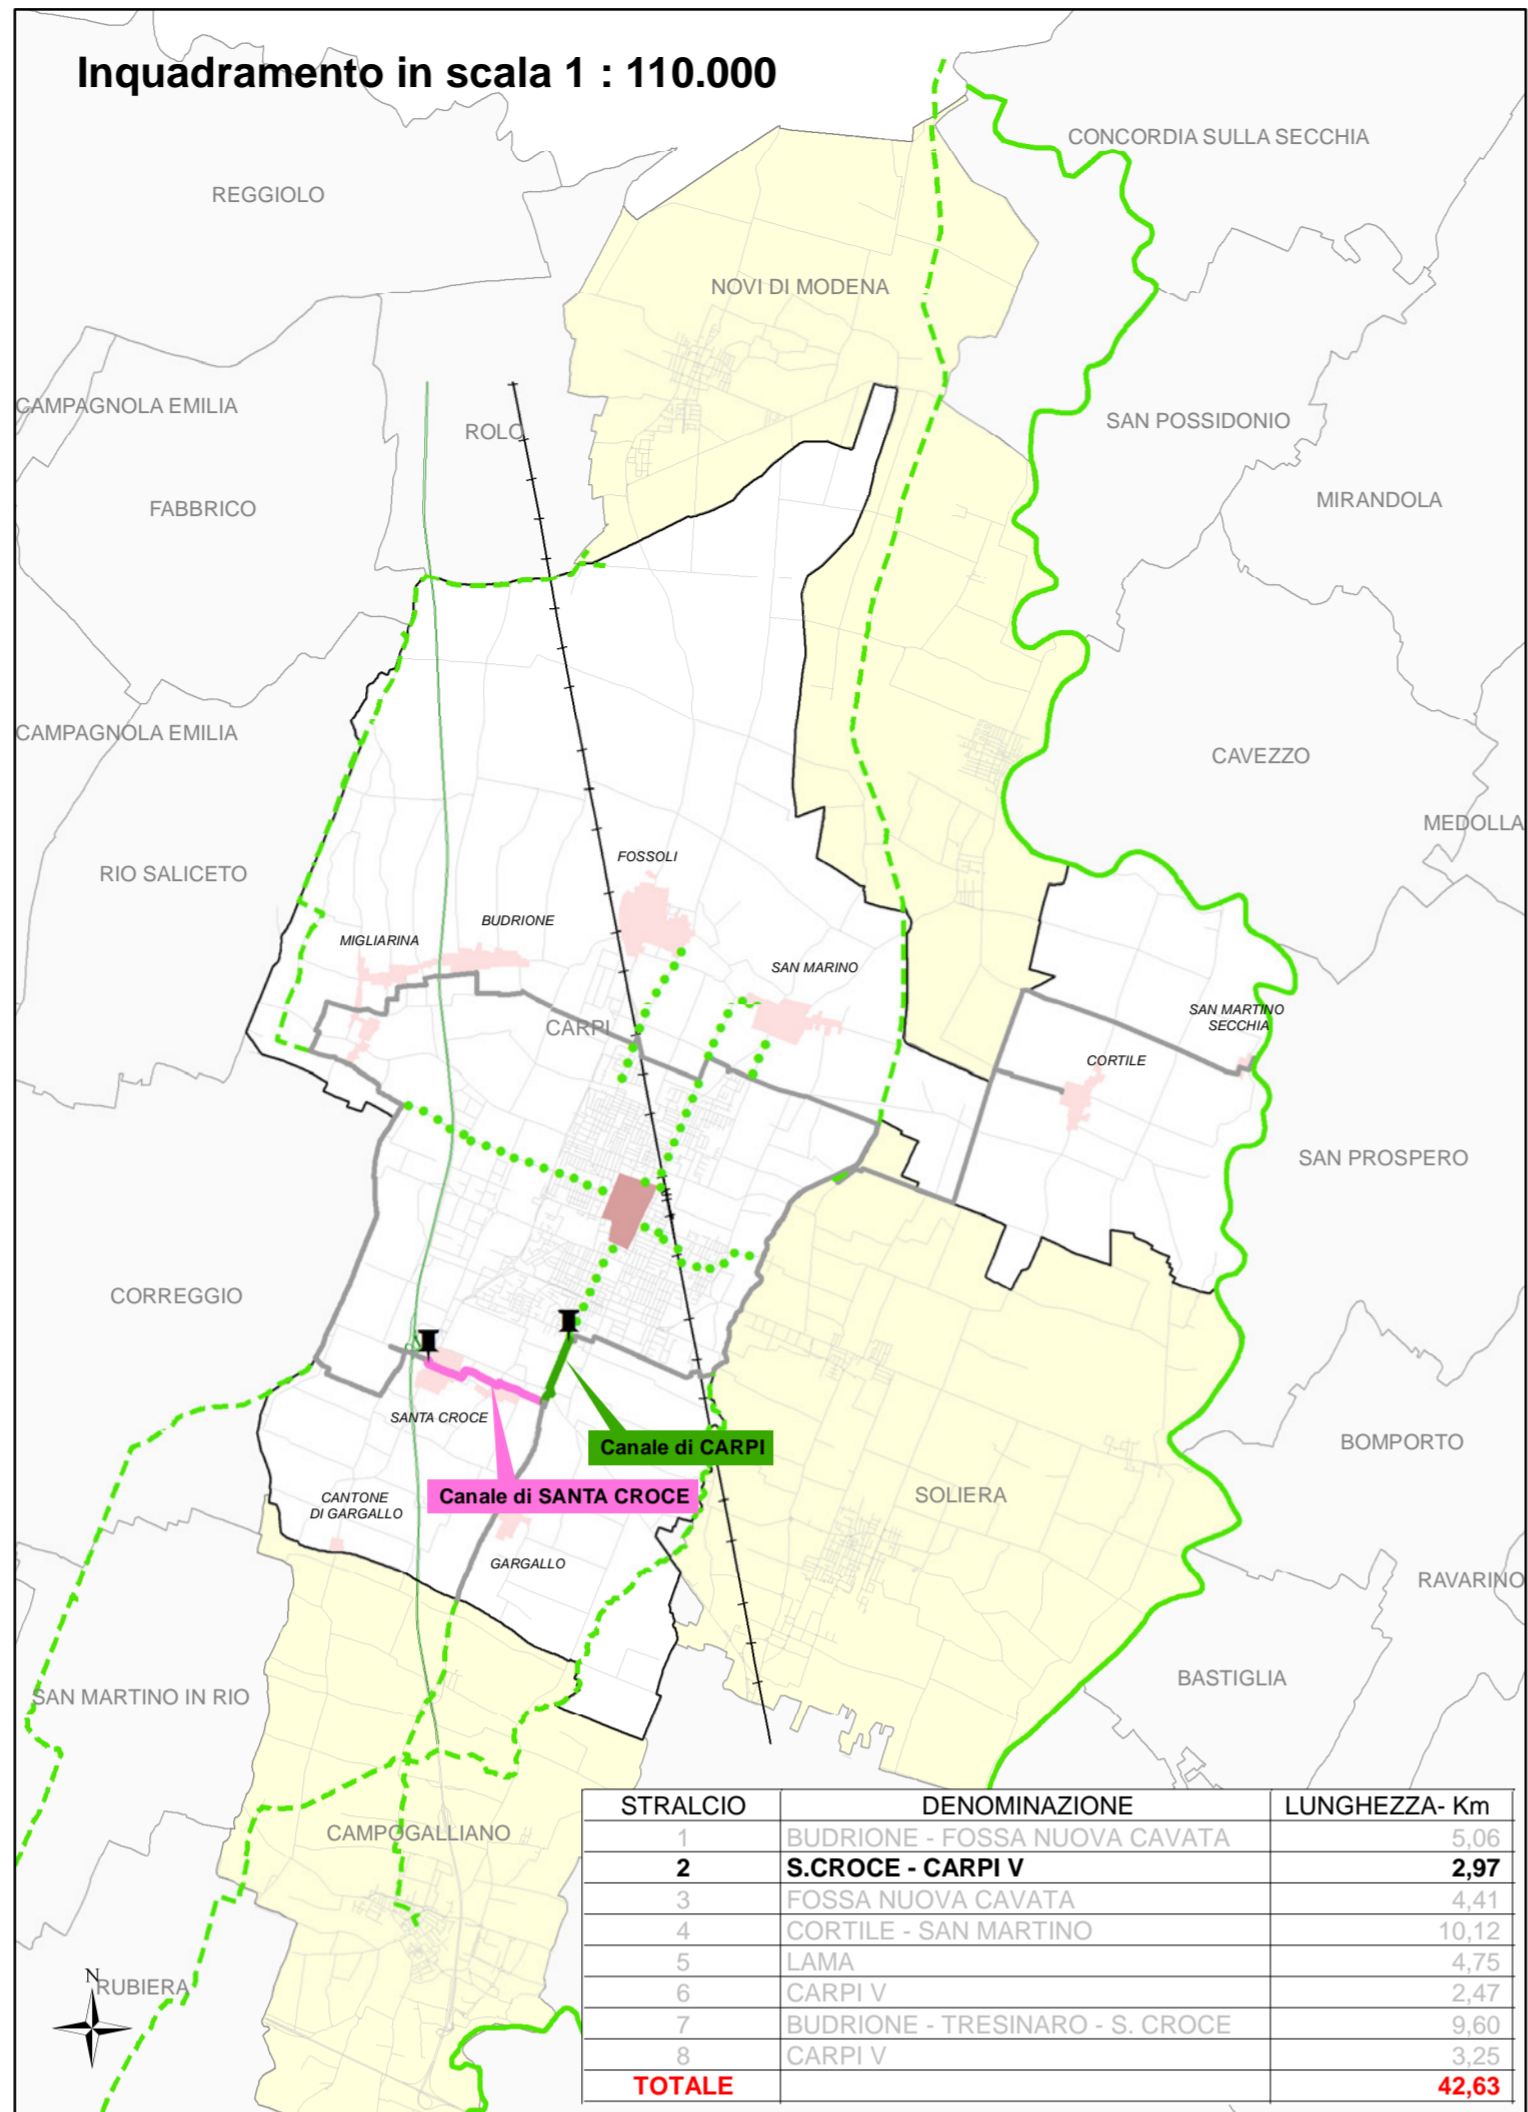 Inquadramento in scala 1 : 110.000
CONCORDIA SULLA SECCHIA
REGGIOLO
NOVI DI MODENA
CAMPAGNOLA EMILIA
SAN POSSIDONIO
ROLO
MIRANDOLA
FABBRICO
CAMPAGNOLA EMILIA
CAVEZZO
MEDOLLA
FOSSOLI
RIO SALICETO
BUDRIONE
MIGLIARINA
SAN MARINO
SAN MARTINO
SECCHIA
CARPI
CORTILE
SAN PROSPERO
CORREGGIO
SANTA CROCE
BOMPORTO
Canale di CARPI
Canale di SANTA CROCE
SOLIERA
CANTONE
DI GARGALLO
GARGALLO
RAVARINO
BASTIGLIA
SAN MARTINO IN RIO
CAMPOGALLIANO
RUBIERA
N
STRALCIO DENOMINAZIONE LUNGHEZZA- Km
1 BUDRIONE - FOSSA NUOVA CAVATA 5,06
2 S.CROCE - CARPI V 2,97
3 FOSSA NUOVA CAVATA 4,41
4 CORTILE - SAN MARTINO 10,12
5 LAMA 4,75
6 CARPI V 2,47
7 BUDRIONE - TRESINARO - S. CROCE 9,60
8 CARPI V 3,25
TOTALE 42,63